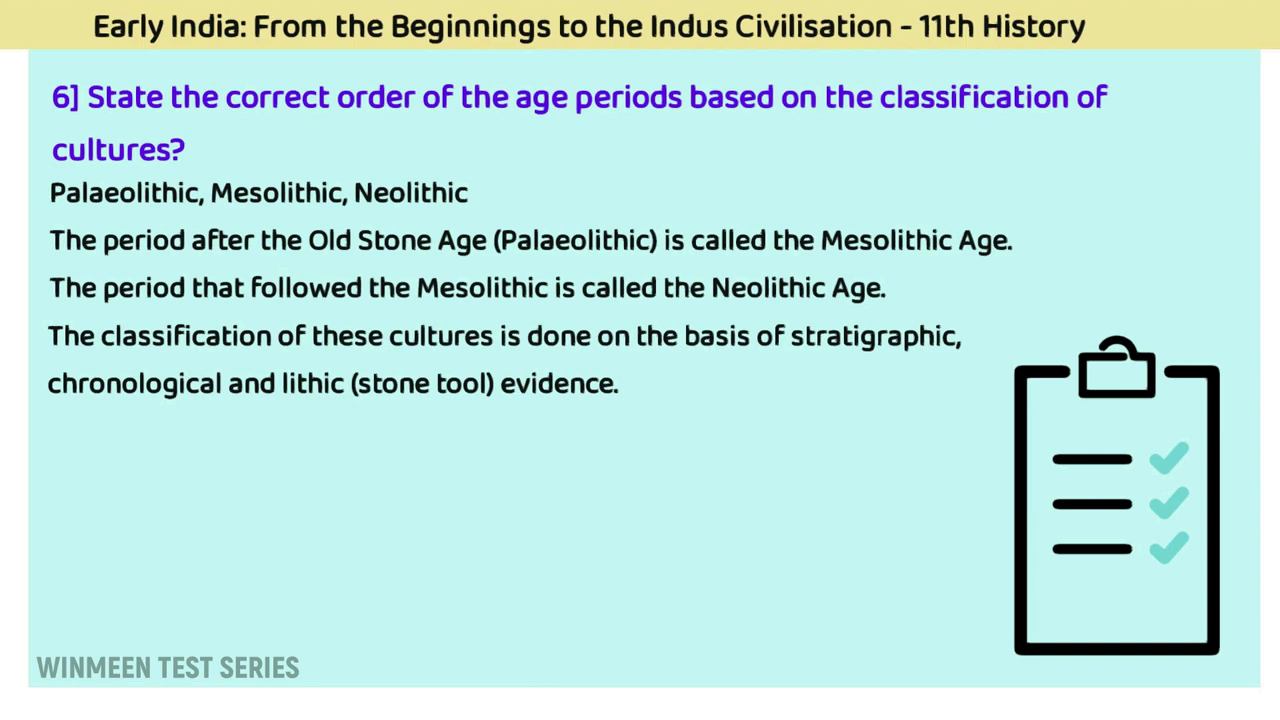 Early India: From the Beginnings to the Indus Civilisation - 11th History
6] State the correct order of the age periods based on the classification of
cultures?
Palaeolithic, Mesolithic, Neolithic
The period after the Old Stone Age (Palaeolithic) is called the Mesolithic Age.
The period that followed the Mesolithic is called the Neolithic Age.
The classification of these cultures is done on the basis of stratigraphic,
chronological and lithic (stone tool) evidence.
WINMEEN TEST SERIES